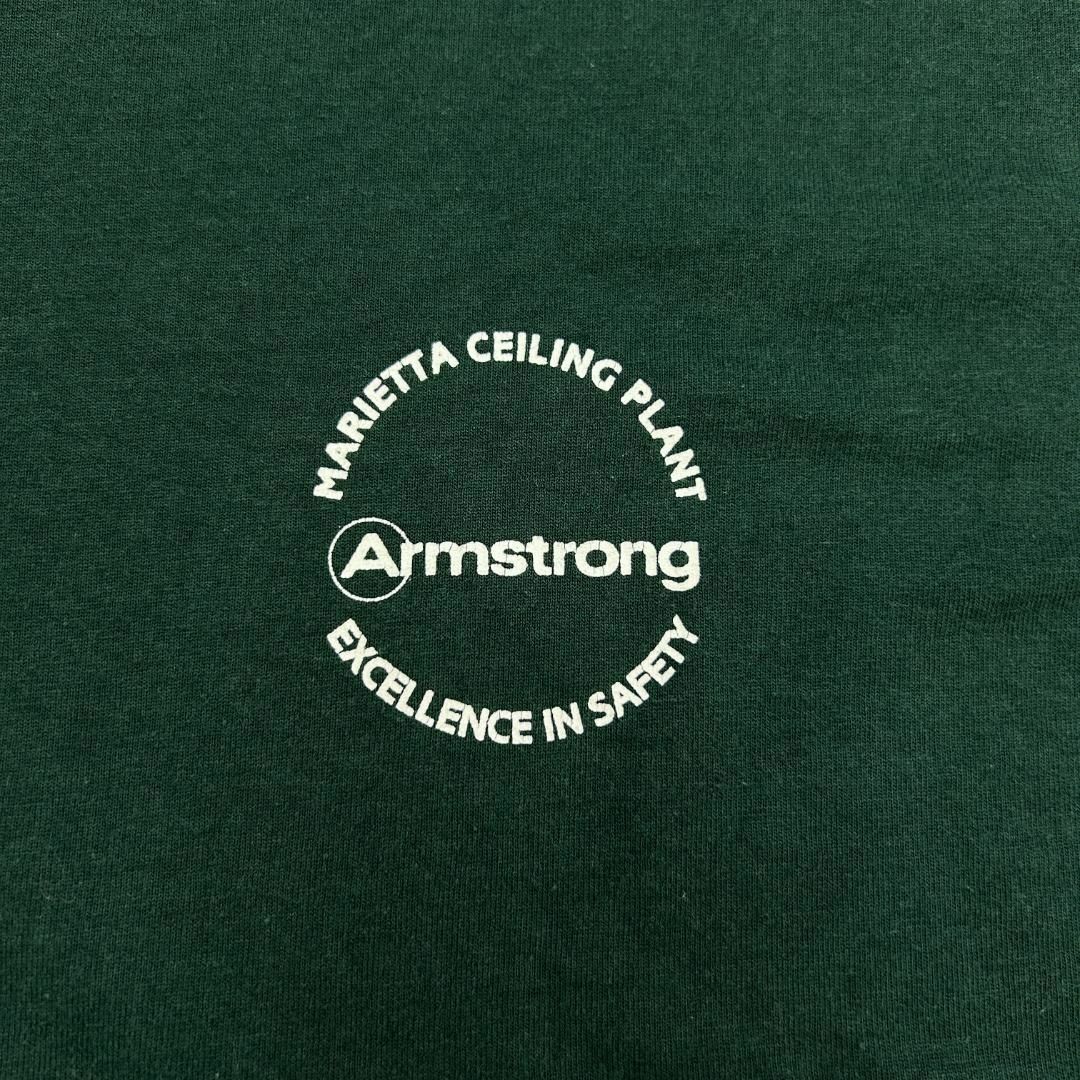 MARIETTA CEILING PLANT
Armstrong
EXCELLENCE IN SAFETY